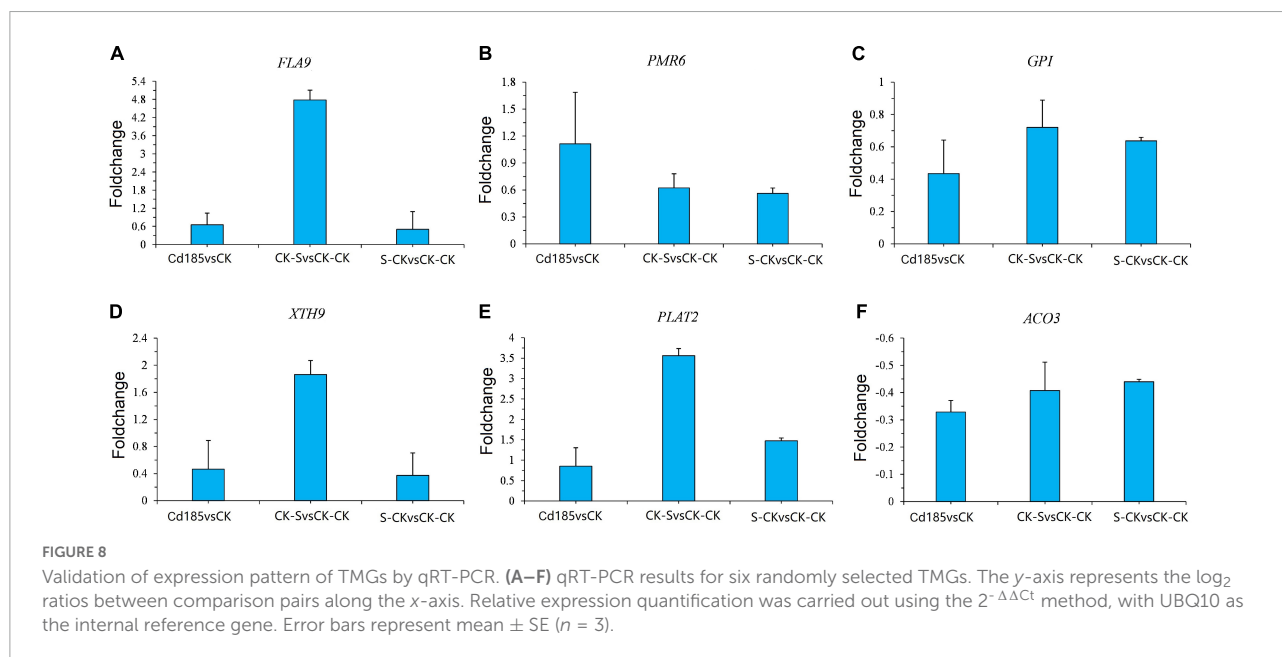 A
FLA9
Foldchange
5.4
4.8
4.2
3.6
3
2.4
1.8
1.2
0.6
0
Cd185vsCK
CK-SvsCK-CK
S-CKvsCK-CK
B
PMR6
Foldchange
1.8
1.5
1.2
0.9
0.6
0.3
0
Cd185vsCK
CK-SvsCK-CK
S-CKvsCK-CK
C
GPI
Foldchange
1
0.8
0.6
0.4
0.2
0
Cd185vsCK
CK-SvsCK-CK
S-CKvsCK-CK
D
XTH9
Foldchange
2.4
2
1.6
1.2
0.8
0.4
0
Cd185vsCK
CK-SvsCK-CK
S-CKvsCK-CK
E
PLAT2
Foldchange
4
3.5
3
2.5
2
1.5
1
0.5
0
Cd185vsCK
CK-SvsCK-CK
S-CKvsCK-CK
F
ACO3
Foldchange
-0.6
-0.5
-0.4
-0.3
-0.2
-0.1
0
Cd185vsCK
CK-SvsCK-CK
S-CKvsCK-CK
FIGURE 8
Validation of expression pattern of TMGs by qRT-PCR. (A–F) qRT-PCR results for six randomly selected TMGs. The y-axis represents the log₂
ratios between comparison pairs along the x-axis. Relative expression quantification was carried out using the 2⁻ΔΔCt method, with UBQ10 as
the internal reference gene. Error bars represent mean ± SE (n = 3).